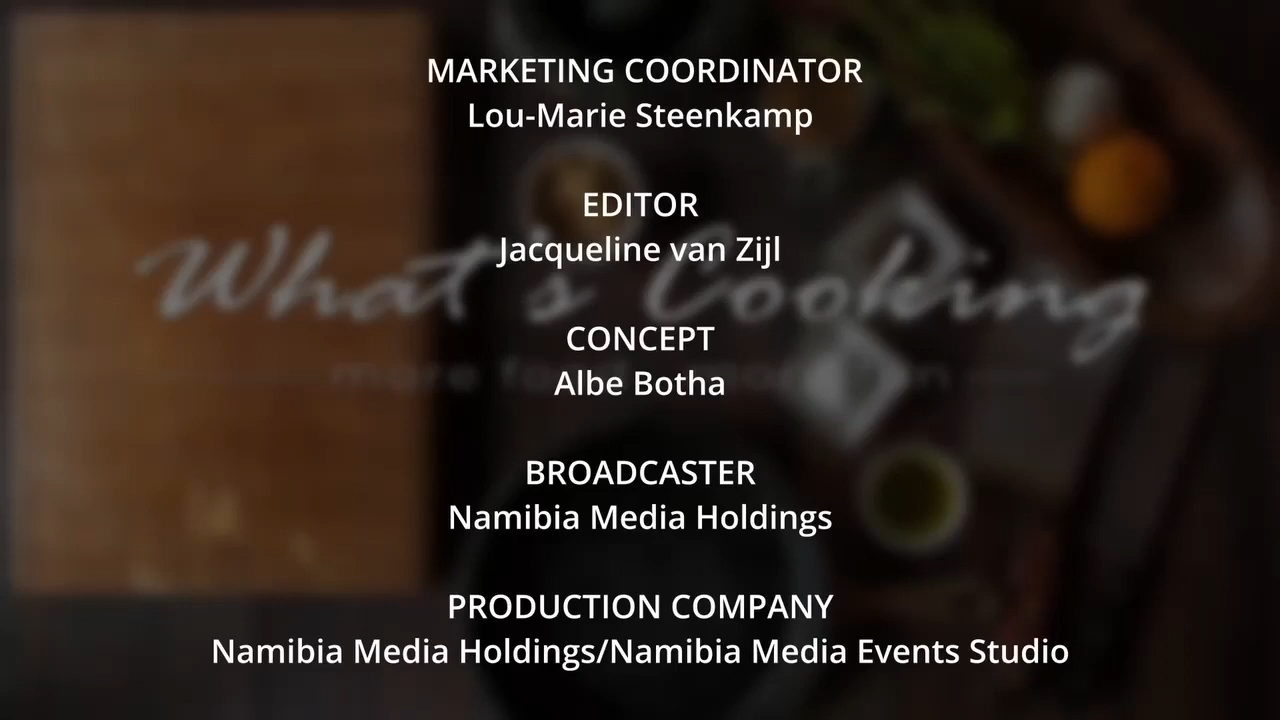 MARKETING COORDINATOR
Lou-Marie Steenkamp
EDITOR
Jacqueline van Zijl
What's Cooking
CONCEPT
more
Albe Botha
BROADCASTER
Namibia Media Holdings
PRODUCTION COMPANY
Namibia Media Holdings/Namibia Media Events Studio